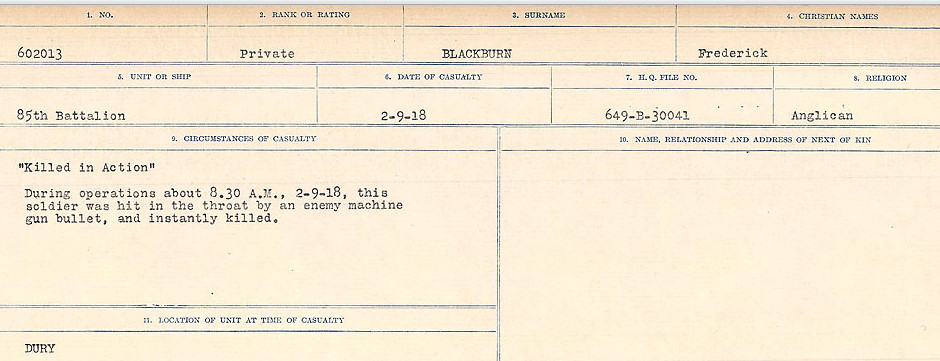 1. NO. 2. RANK OR RATING 3. SURNAME 4. CHRISTIAN NAMES
602013 Private BLACKBURN Frederick
5. UNIT OR SHIP 6. DATE OF CASUALTY 7. H. Q. FILE NO. 8. RELIGION
85th Battalion 2-9-18 649-B-30041 Anglican
9. CIRCUMSTANCES OF CASUALTY 10. NAME, RELATIONSHIP AND ADDRESS OF NEXT OF KIN
"Killed in Action"
During operations about 8.30 A.M., 2-9-18, this
soldier was hit in the throat by an enemy machine
gun bullet, and instantly killed.
11. LOCATION OF UNIT AT TIME OF CASUALTY
DURY